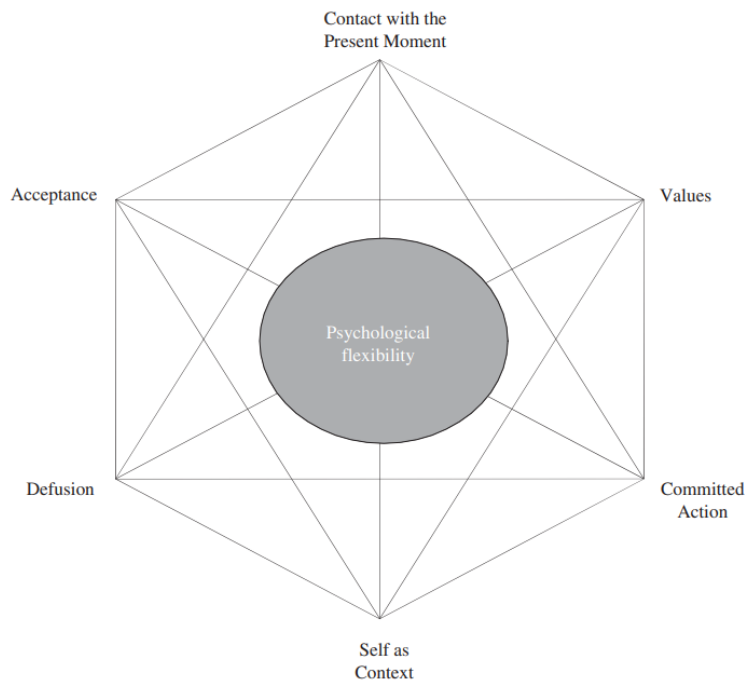 Contact with the
Present Moment
Acceptance
Values
Psychological
flexibility
Defusion
Committed
Action
Self as
Context